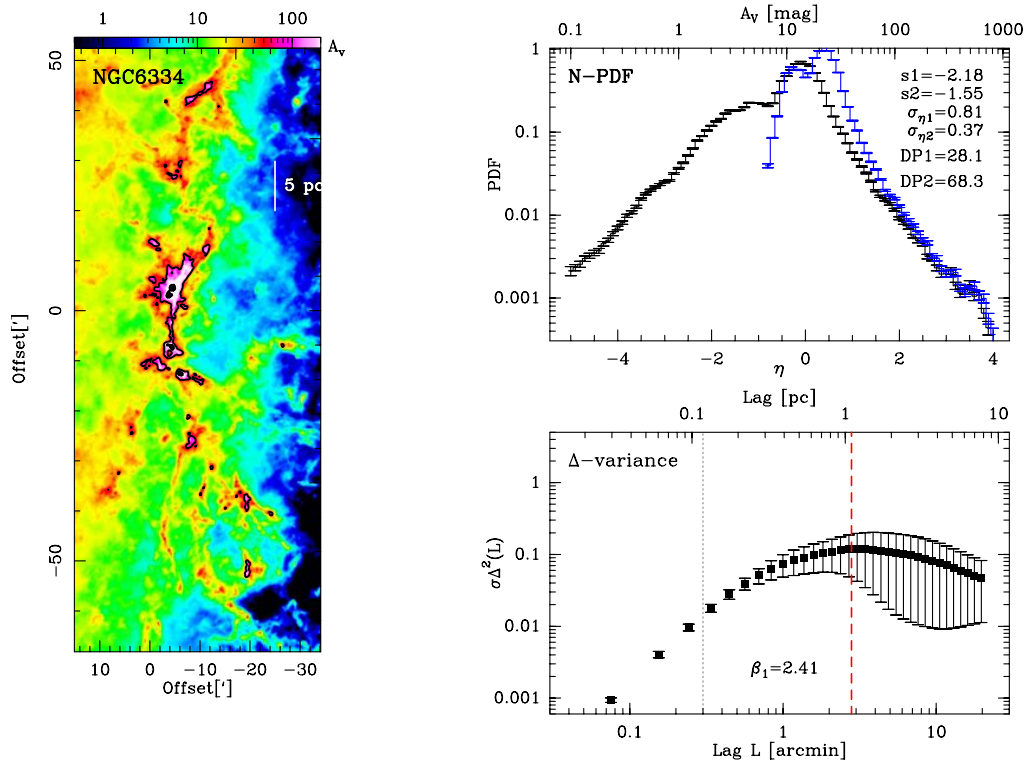 1 10 100
A_v
NGC6334
5 pc
50
0
−50
Offset[']
10 0 −10 −20 −30
Offset[']
A_V [mag]
0.1 1 10 100 1000
N-PDF
s1=−2.18
s2=−1.55
σ_η1=0.81
σ_η2=0.37
DP1=28.1
DP2=68.3
1
0.1
0.01
0.001
PDF
−4 −2 0 2 4
η
Lag [pc]
0.1 1 10
Δ-variance
1
0.1
0.01
0.001
σΔ²(L)
β₁=2.41
0.1 1 10
Lag L [arcmin]